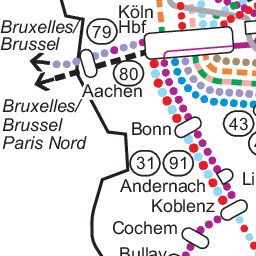 Köln
Hbf
Bruxelles/
Brussel
79
80
Aachen
Bruxelles/
Brussel
Paris Nord
Bonn
43
31
91
Andernach
Koblenz
Cochem
Bullay